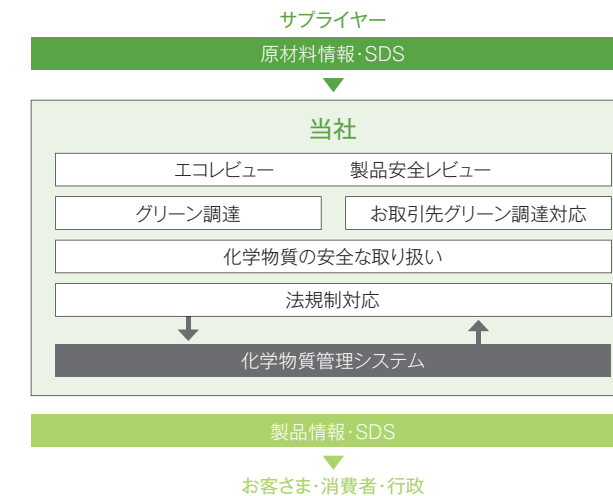 サプライヤー
原材料情報・SDS
当社
エコレビュー 製品安全レビュー
グリーン調達 お取引先グリーン調達対応
化学物質の安全な取り扱い
法規制対応
化学物質管理システム
製品情報・SDS
お客さま・消費者・行政